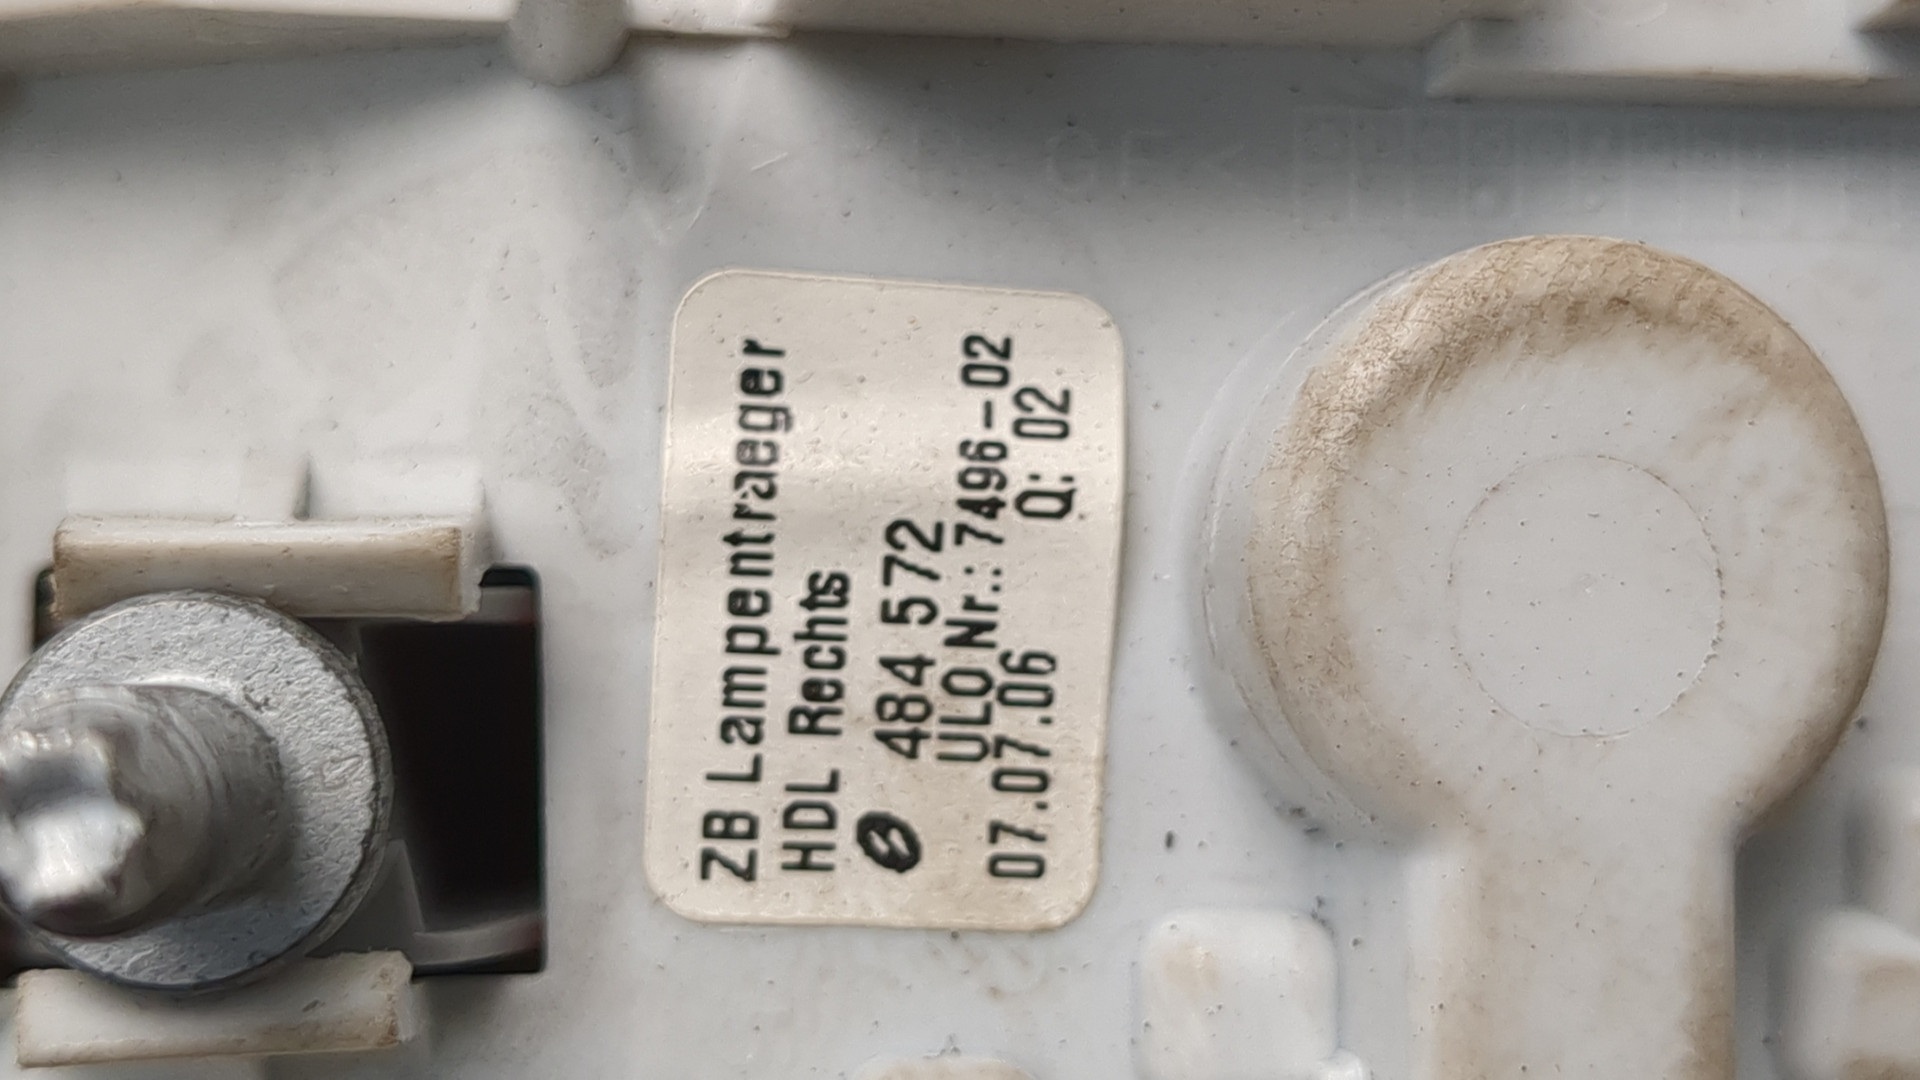 ZB Lampentraeger
HDL Rechts
484 572
ULO Nr.: 7496-02
07.07.06 Q: 02